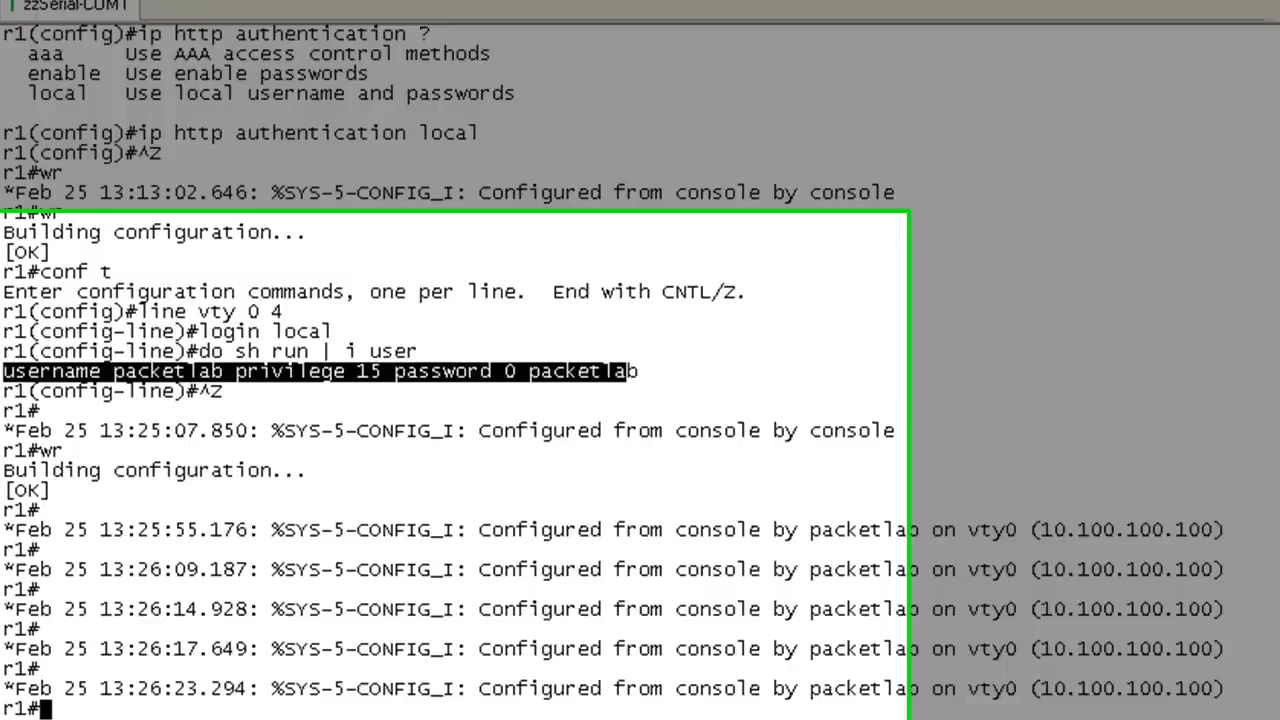 zzSerial-COM1
r1(config)#ip http authentication ?
  aaa     Use AAA access control methods
  enable  Use enable passwords
  local   Use local username and passwords
r1(config)#ip http authentication local
r1(config)#^Z
r1#wr
*Feb 25 13:13:02.646: %SYS-5-CONFIG_I: Configured from console by console
r1#wr
Building configuration...
[OK]
r1#conf t
Enter configuration commands, one per line.  End with CNTL/Z.
r1(config)#line vty 0 4
r1(config-line)#login local
r1(config-line)#do sh run | i user
username packetlab privilege 15 password 0 packetlab
r1(config-line)#^Z
r1#
*Feb 25 13:25:07.850: %SYS-5-CONFIG_I: Configured from console by console
r1#wr
Building configuration...
[OK]
r1#
*Feb 25 13:25:55.176: %SYS-5-CONFIG_I: Configured from console by packetlab on vty0 (10.100.100.100)
r1#
*Feb 25 13:26:09.187: %SYS-5-CONFIG_I: Configured from console by packetlab on vty0 (10.100.100.100)
r1#
*Feb 25 13:26:14.928: %SYS-5-CONFIG_I: Configured from console by packetlab on vty0 (10.100.100.100)
r1#
*Feb 25 13:26:17.649: %SYS-5-CONFIG_I: Configured from console by packetlab on vty0 (10.100.100.100)
r1#
*Feb 25 13:26:23.294: %SYS-5-CONFIG_I: Configured from console by packetlab on vty0 (10.100.100.100)
r1#